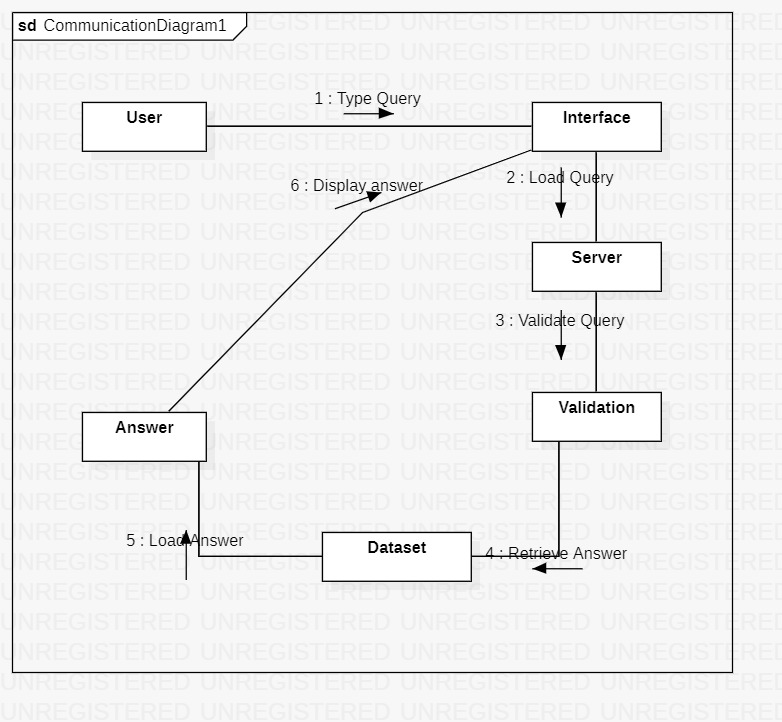 sd CommunicationDiagram1
1 : Type Query
User
Interface
6 : Display answer
2 : Load Query
Server
3 : Validate Query
Answer
Validation
5 : Load Answer
Dataset
4 : Retrieve Answer
UNREGISTERED